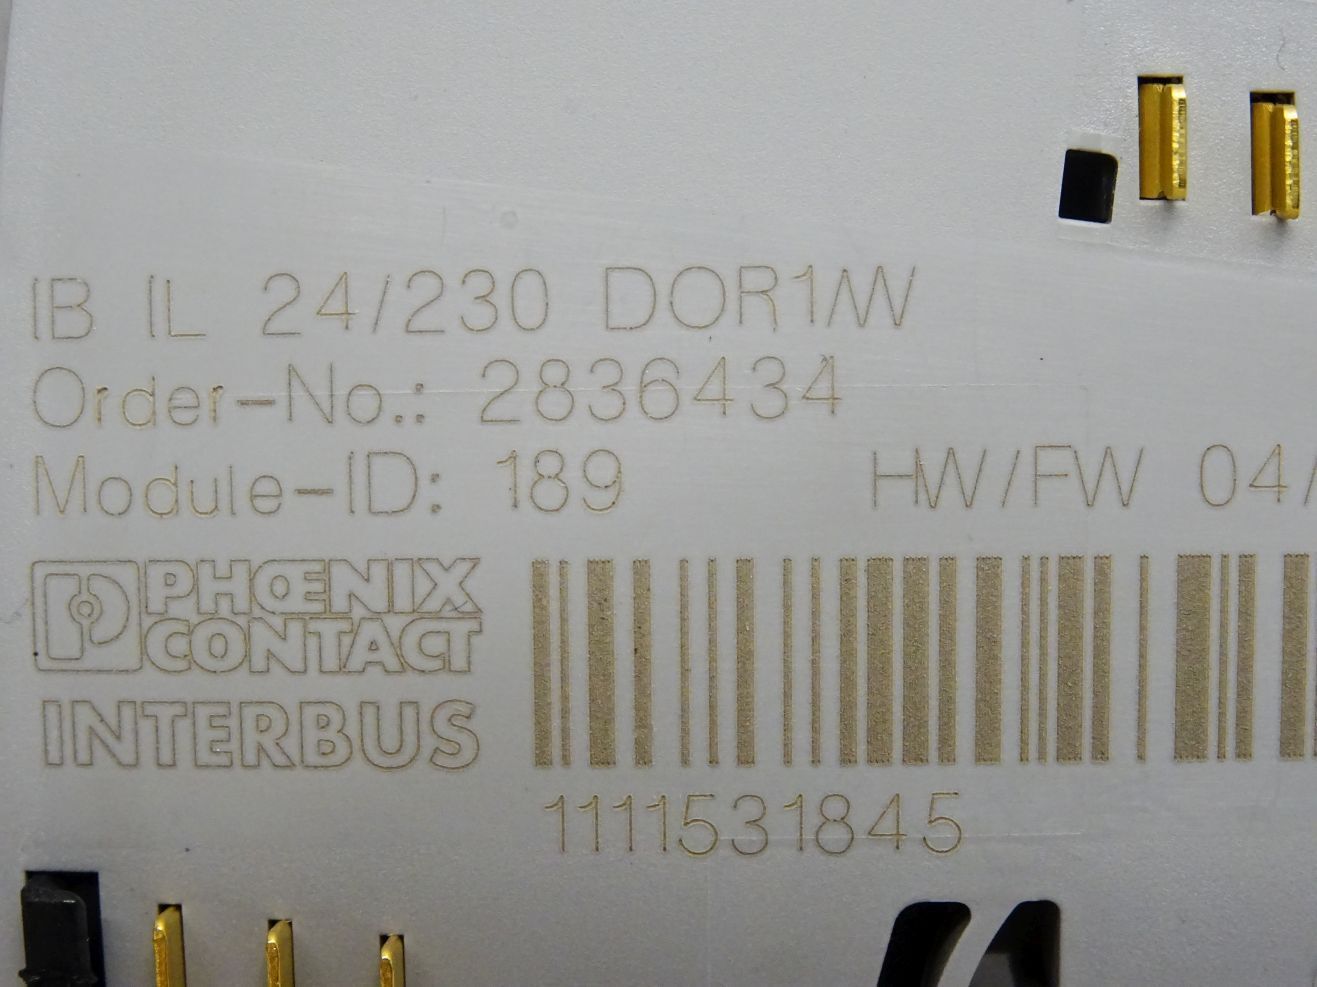 IB IL 24/230 DOR1/W
Order-No.: 2836434
Module-ID: 189 HW/FW 04/
PHOENIX
CONTACT
INTERBUS
1111531845